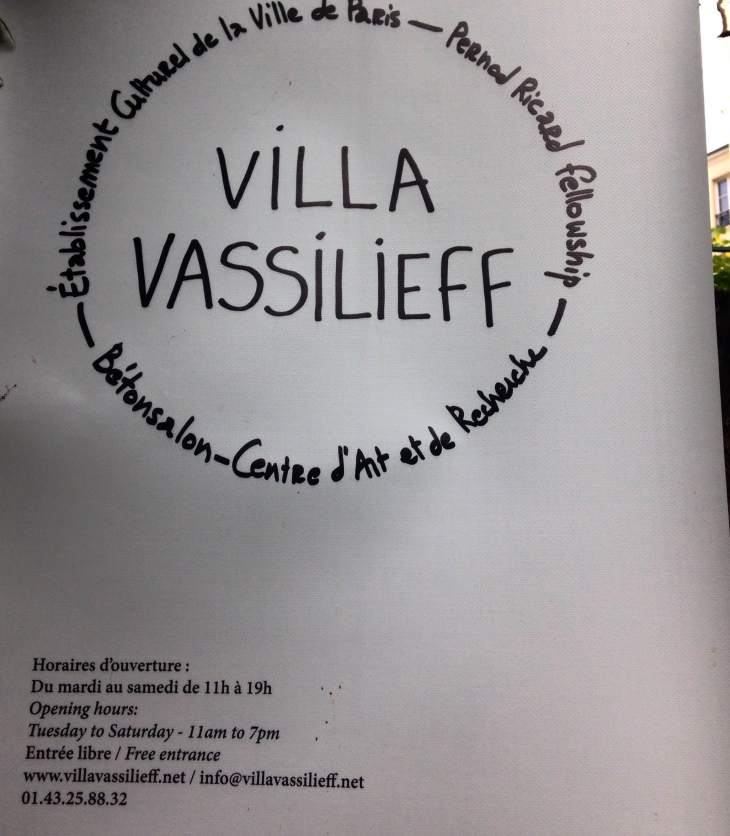 Établissement Culturel de la Ville de Paris — Pernod Ricard fellowship —
VILLA
VASSILIEFF
Bétonsalon - Centre d'Art et de Recherche —
Horaires d'ouverture :
Du mardi au samedi de 11h à 19h
Opening hours:
Tuesday to Saturday - 11am to 7pm
Entrée libre / Free entrance
www.villavassilieff.net / info@villavassilieff.net
01.43.25.88.32